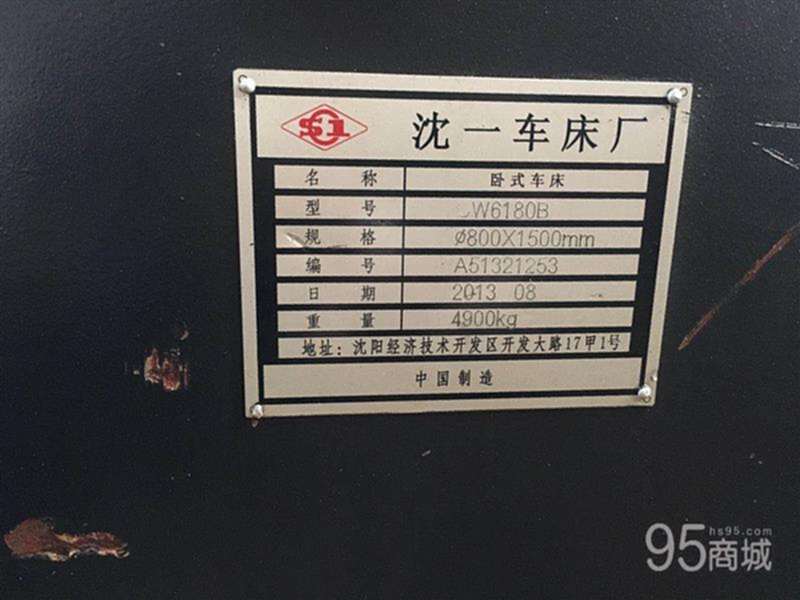 S1 沈一车床厂
名 称 卧式车床
型 号 CW6180B
规 格 Ø800X1500mm
编 号 A51321253
日 期 2013 08
重 量 4900kg
地址：沈阳经济技术开发区开发大路17甲1号
中国制造
hs95.com
95商城